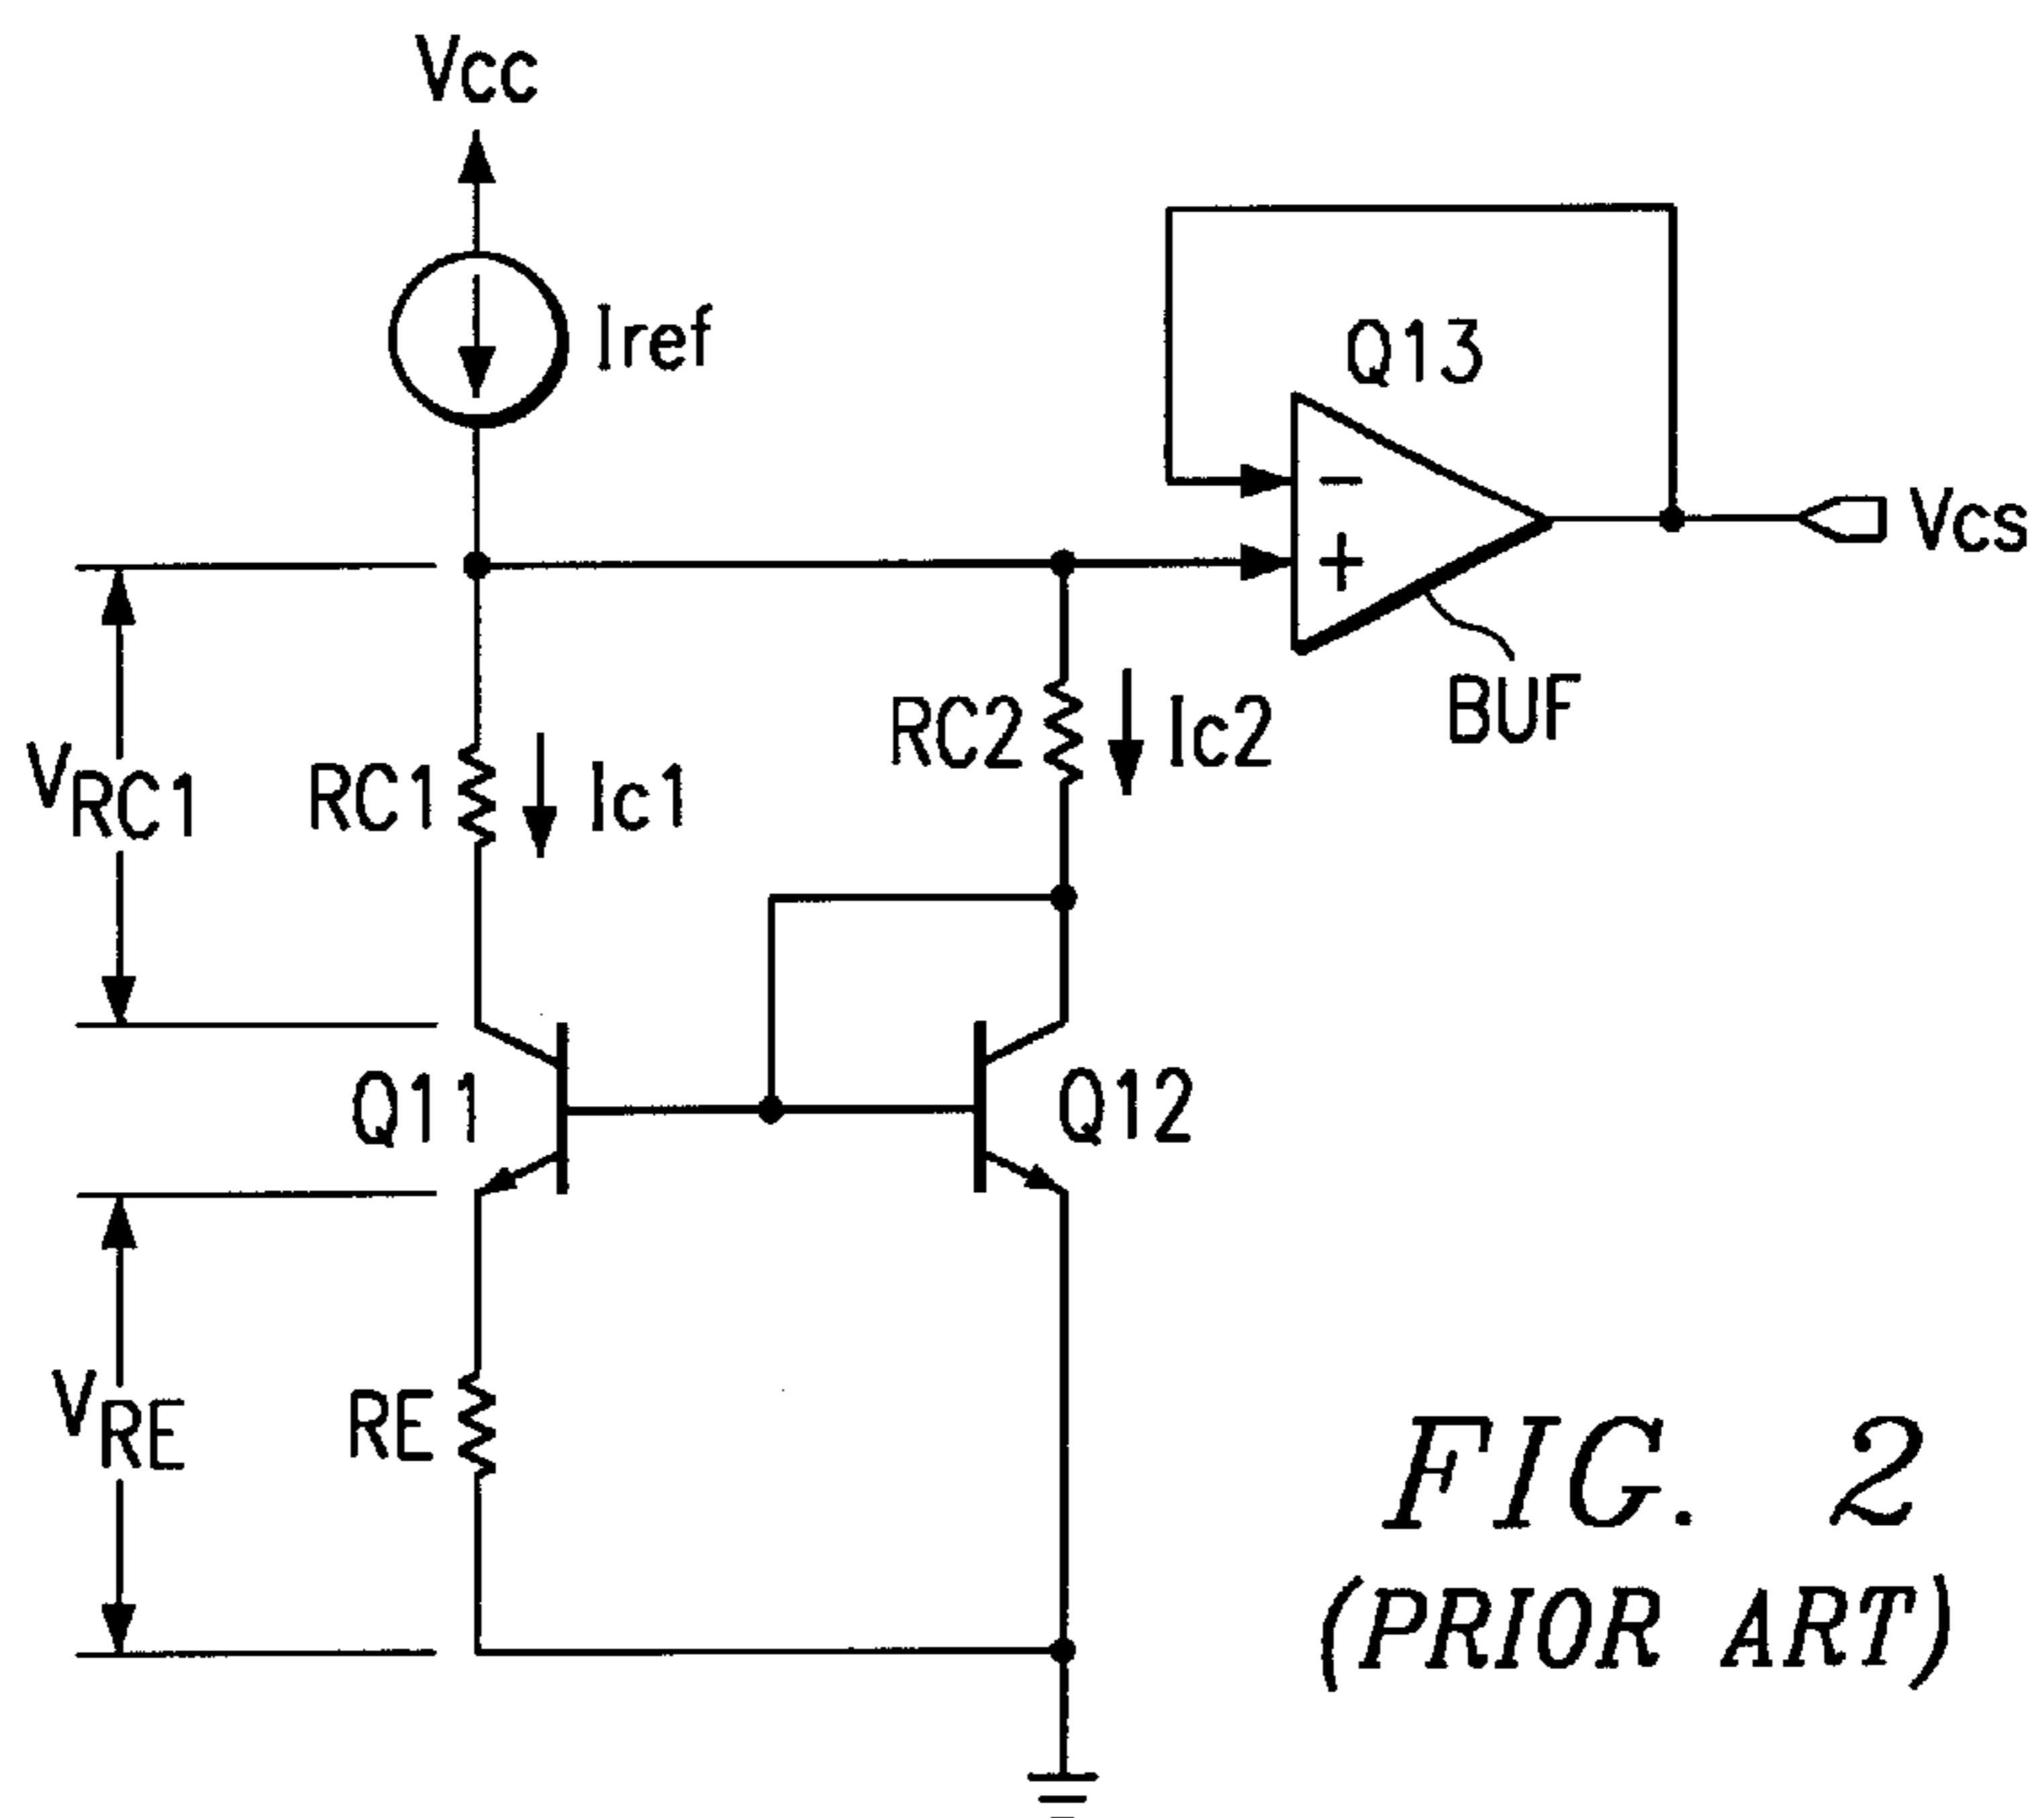 Vcc
Iref
Q13
−
+
Vcs
BUF
VRC1
RC1
Ic1
RC2
Ic2
Q11
Q12
VRE
RE
FIG. 2
(PRIOR ART)